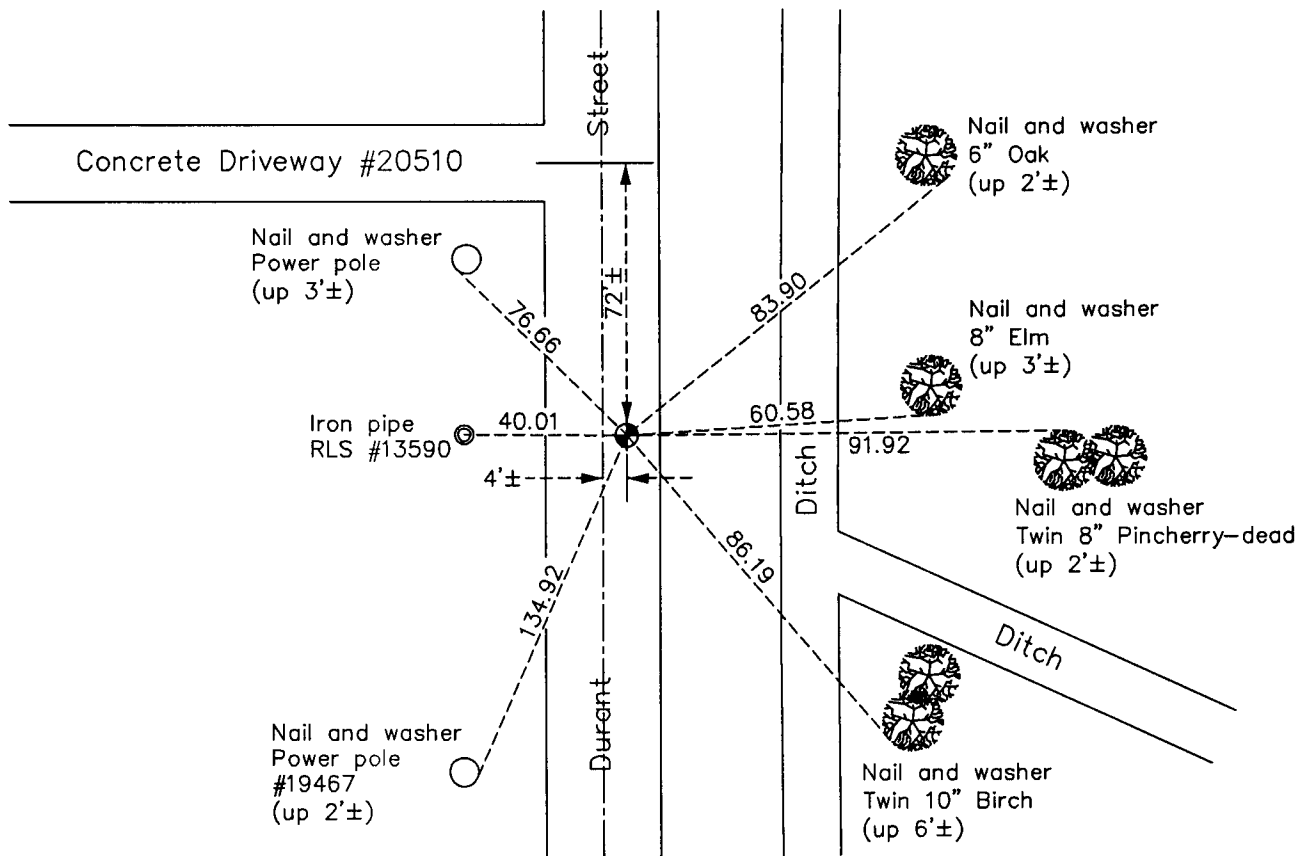 Street
Concrete Driveway #20510
Nail and washer
6" Oak
(up 2'±)
Nail and washer
Power pole
(up 3'±)
72'±
76.66
83.90
Nail and washer
8" Elm
(up 3'±)
Iron pipe
RLS #13590
40.01
60.58
91.92
4'±
Ditch
Nail and washer
Twin 8" Pincherry-dead
(up 2'±)
86.19
134.92
Ditch
Durant
Nail and washer
Power pole
#19467
(up 2'±)
Nail and washer
Twin 10" Birch
(up 6'±)